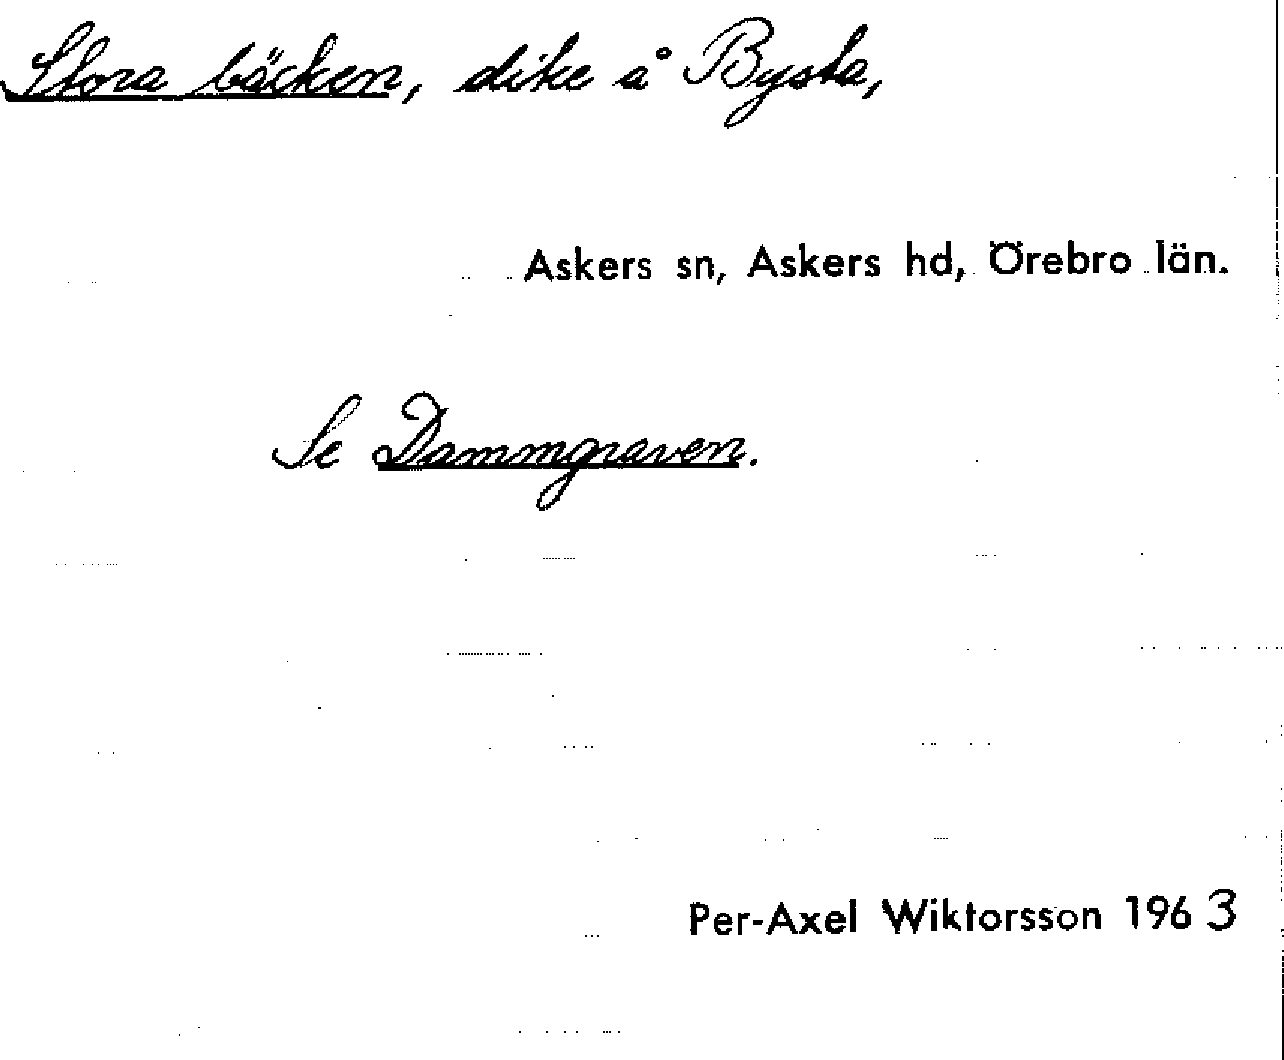 Stora bäcken, dike å Bysta,
Askers sn, Askers hd, Örebro län.
Se Dammgraven.
Per-Axel Wiktorsson 1963